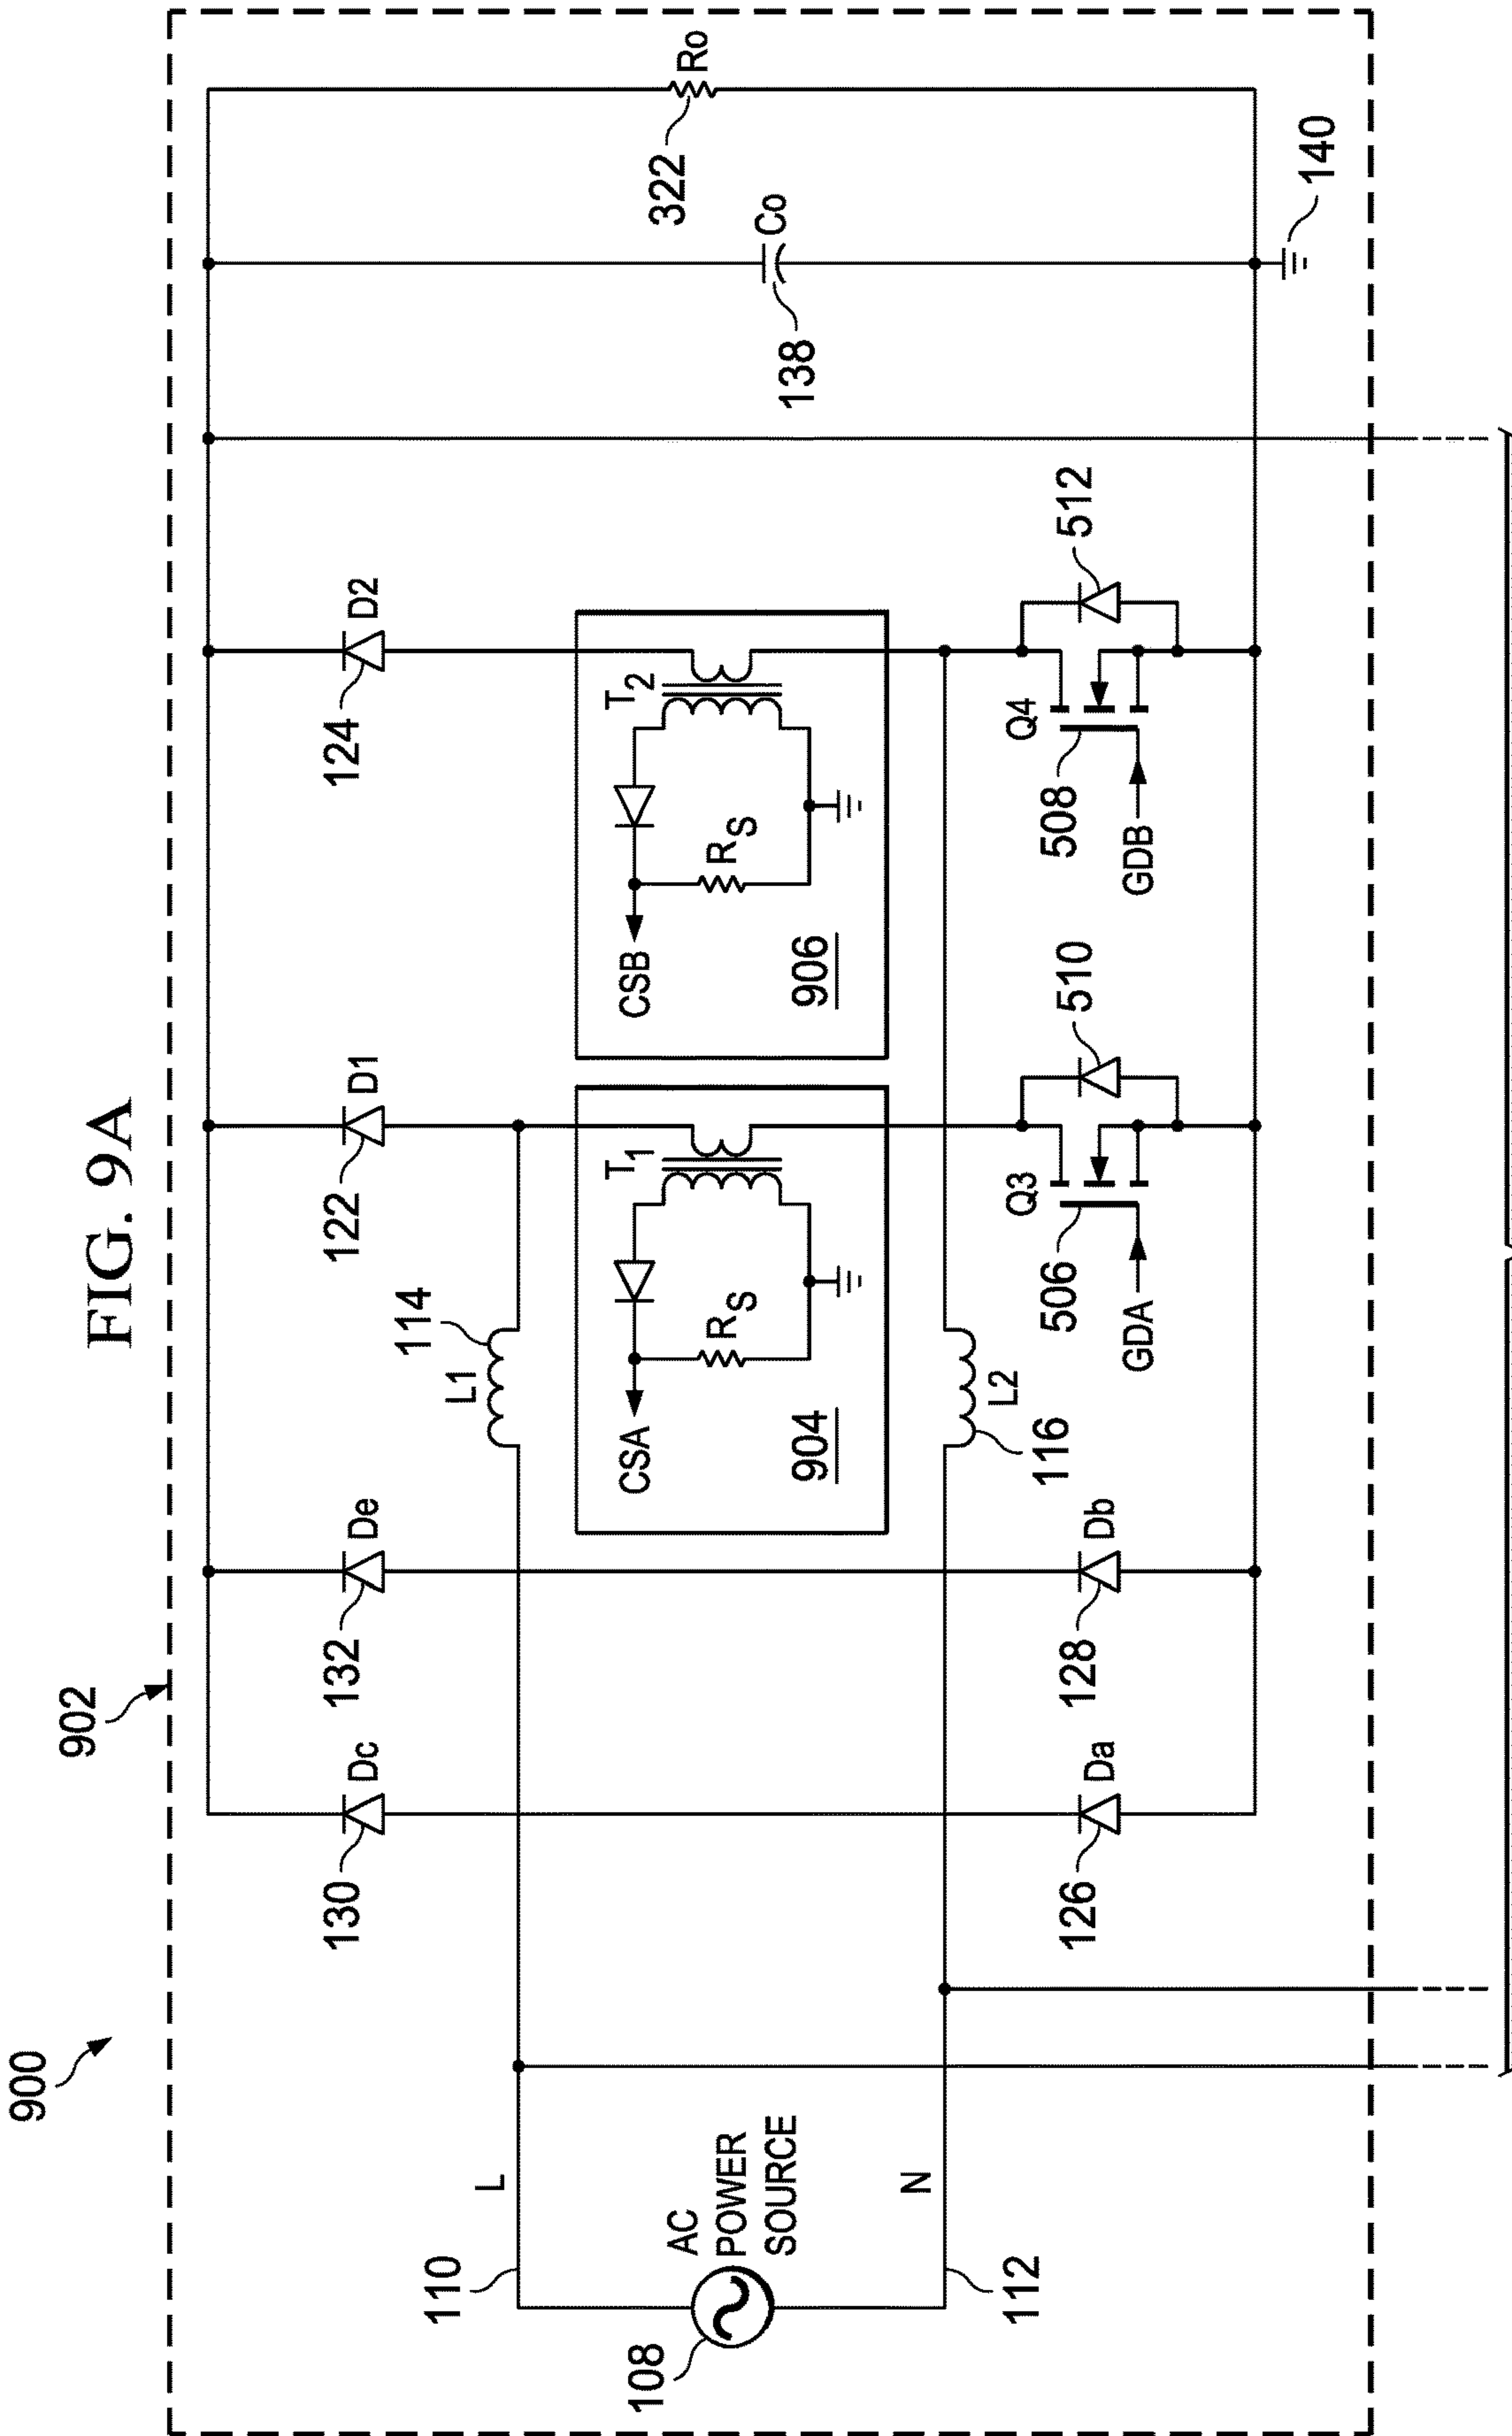 FIG. 9A
900
902
130
Dc
132
De
122
D1
124
D2
110
L
114
L1
T1
CSA
RS
904
T2
CSB
RS
906
108
AC
POWER
SOURCE
N
112
L2
116
126
Da
128
Db
Q3
506
GDA
510
Q4
508
GDB
512
138
Co
322
Ro
140